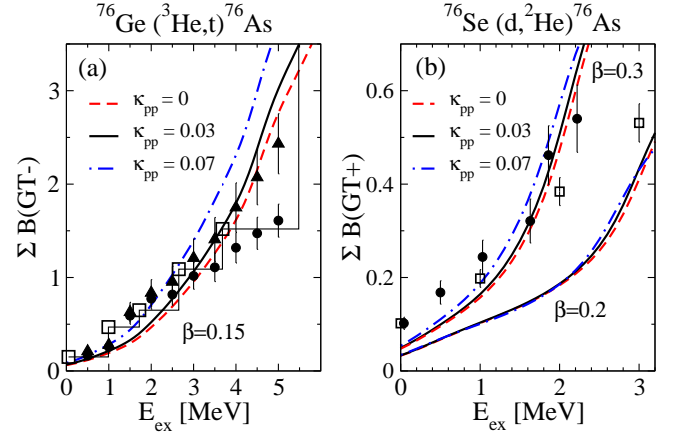 ⁷⁶Ge (³He,t) ⁷⁶As
⁷⁶Se (d,²He) ⁷⁶As
Σ B(GT-)
3
2
1
0
(a)
κpp = 0
κpp = 0.03
κpp = 0.07
β=0.15
0 1 2 3 4 5
Eex [MeV]
Σ B(GT+)
0.6
0.4
0.2
0
(b)
β=0.3
κpp = 0
κpp = 0.03
κpp = 0.07
β=0.2
0 1 2 3
Eex [MeV]